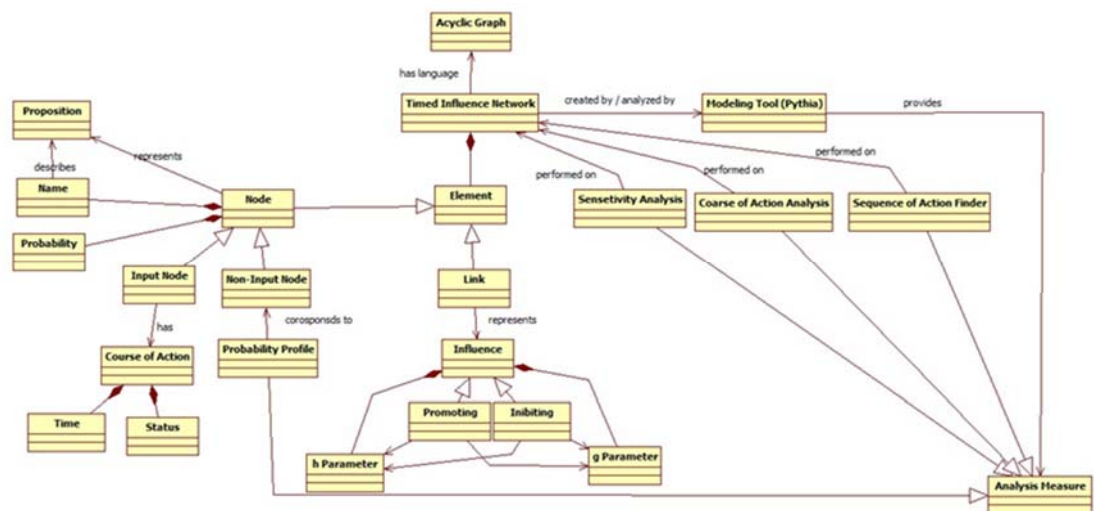 Acyclic Graph
has language
Timed Influence Network
created by / analyzed by
Modeling Tool (Pythia)
provides
Proposition
describes
represents
performed on
performed on
performed on
Name
Node
Element
Sensetivity Analysis
Coarse of Action Analysis
Sequence of Action Finder
Probability
Input Node
Non-Input Node
Link
has
corosponsds to
represents
Course of Action
Probability Profile
Influence
Time
Status
Promoting
Inibiting
h Parameter
g Parameter
Analysis Measure